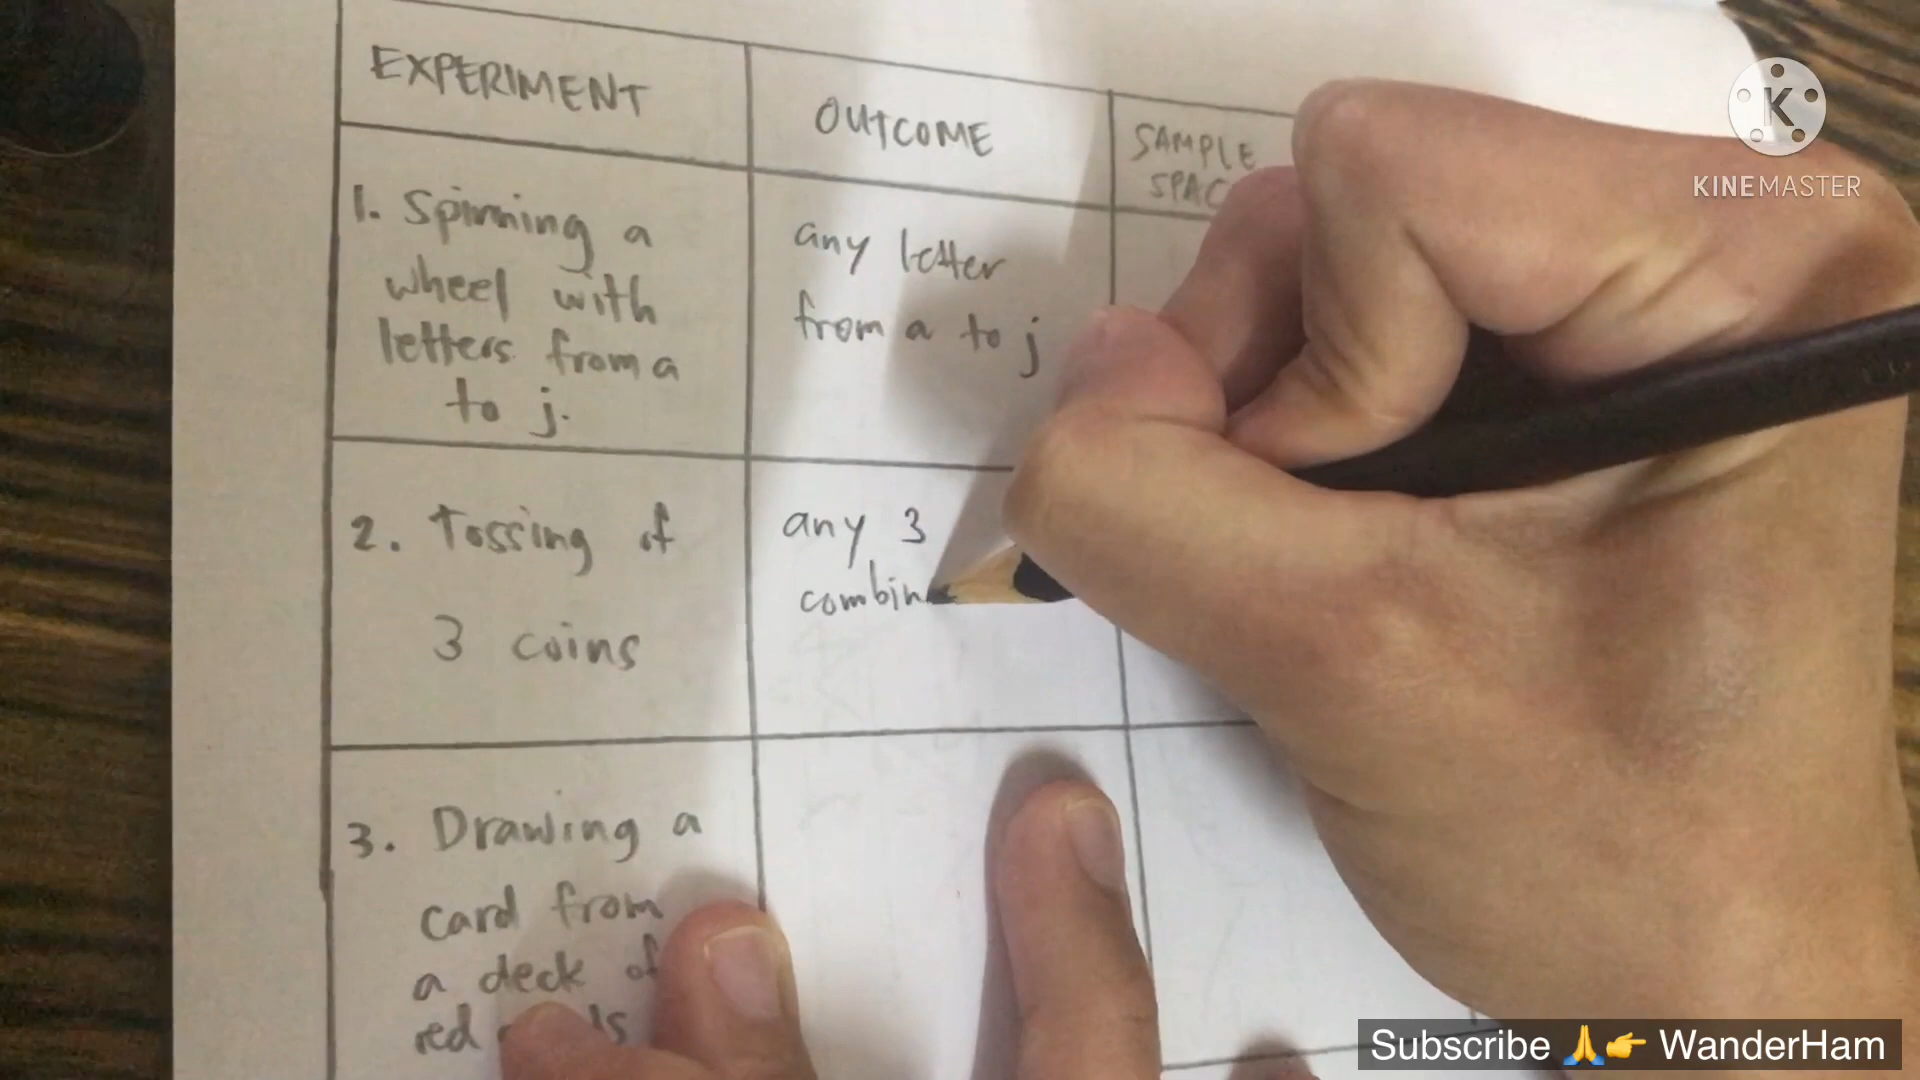 EXPERIMENT
OUTCOME
SAMPLE
1. Spinning a
wheel with
letters from a
to j.
any letter
from a to j
2. Tossing of
3 coins
any 3
combin
3. Drawing a
card from
a deck of
red
KINEMASTER
Subscribe 🙏👉 WanderHam